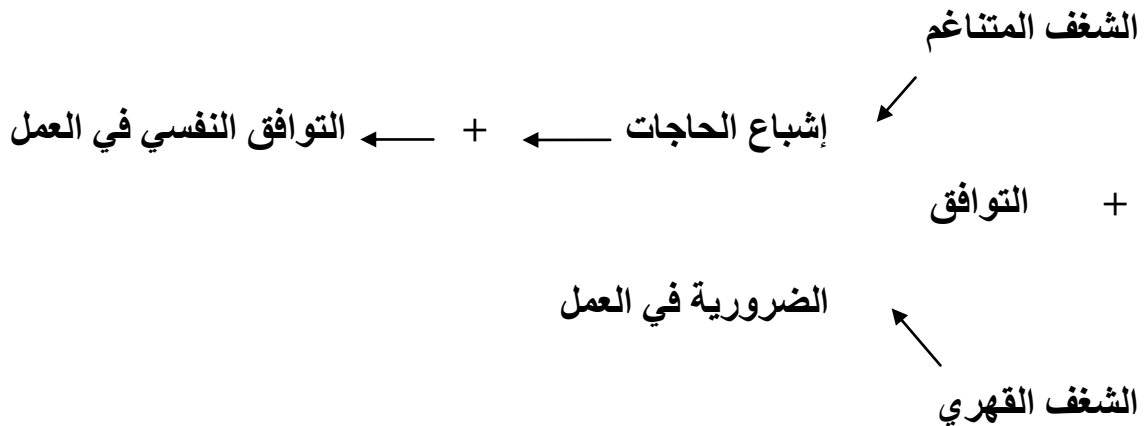 الشغف المتناغم
إشباع الحاجات + التوافق النفسي في العمل
+ التوافق
الضرورية في العمل
الشغف القهري